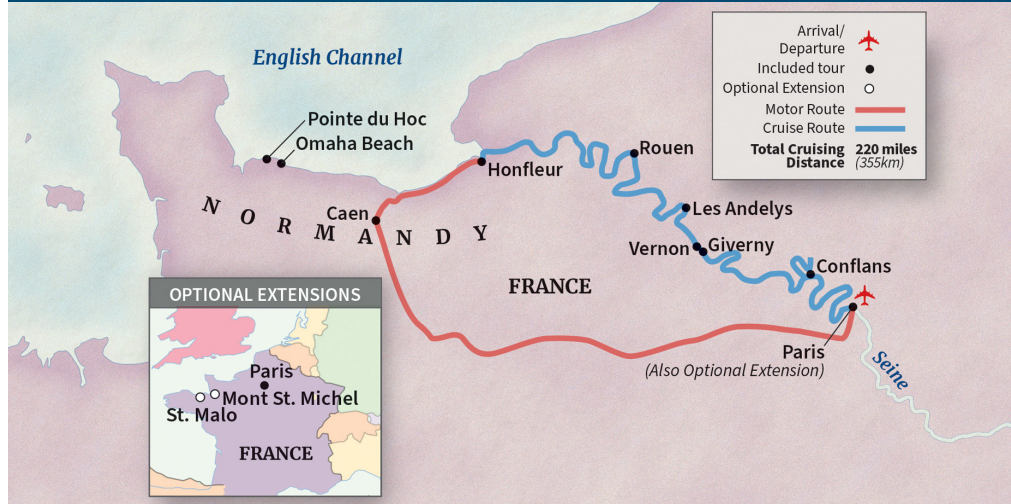 English Channel
Arrival/
Departure
Included tour
Optional Extension
Motor Route
Cruise Route
Total Cruising 220 miles
Distance (355km)
Pointe du Hoc
Omaha Beach
Rouen
Honfleur
Les Andelys
Caen
NORMANDY
Vernon
Giverny
Conflans
FRANCE
Paris
(Also Optional Extension)
Seine
OPTIONAL EXTENSIONS
Paris
Mont St. Michel
St. Malo
FRANCE